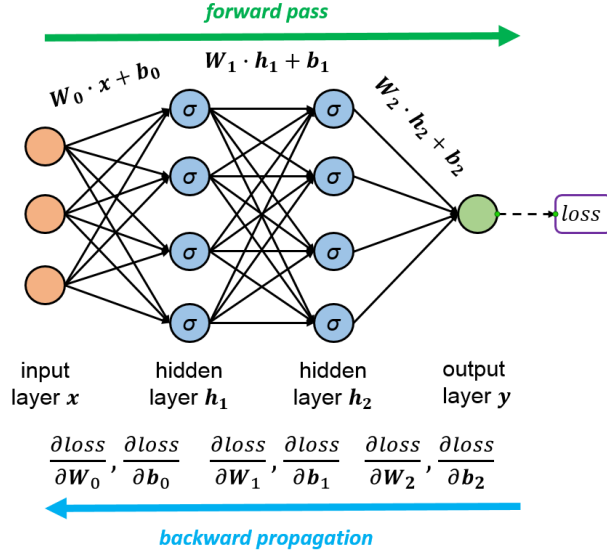 forward pass
W₀ · x + b₀
W₁ · h₁ + b₁
W₂ · h₂ + b₂
σ σ
σ σ
σ σ
σ σ
loss
input layer x
hidden layer h₁
hidden layer h₂
output layer y
∂loss/∂W₀ , ∂loss/∂b₀
∂loss/∂W₁ , ∂loss/∂b₁
∂loss/∂W₂ , ∂loss/∂b₂
backward propagation